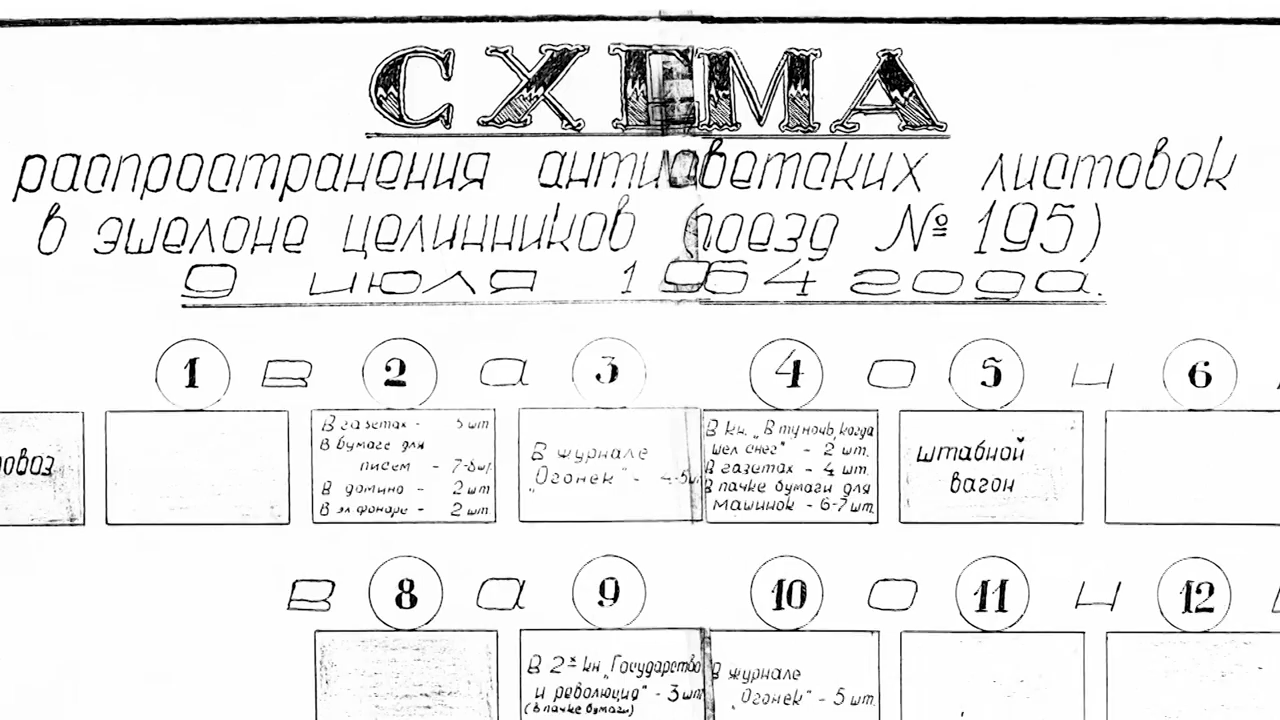 СХЕМА
распространения антисоветских листовок
в эшелоне целинников (поезд № 195)
9 июля 1964 года.
1 В 2 а 3 4 о 5 н 6
В газетах - 5 шт
В бумаге для
писем - 7-8 шт.
В домино - 2 шт
В эл фонаре - 2 шт
В журнале
„Огонек" - 4-5 шт
В кн. „В ту ночь, когда
шел снег" - 2 шт.
В газетах - 4 шт.
В пачке бумаги для
машинок - 6-7 шт.
штабной
вагон
В 8 а 9 10 о 11 н 12
В 2х кн „Государство
и революция" - 3 шт
(в пачке бумаги)
В журнале
„Огонек" - 5 шт.